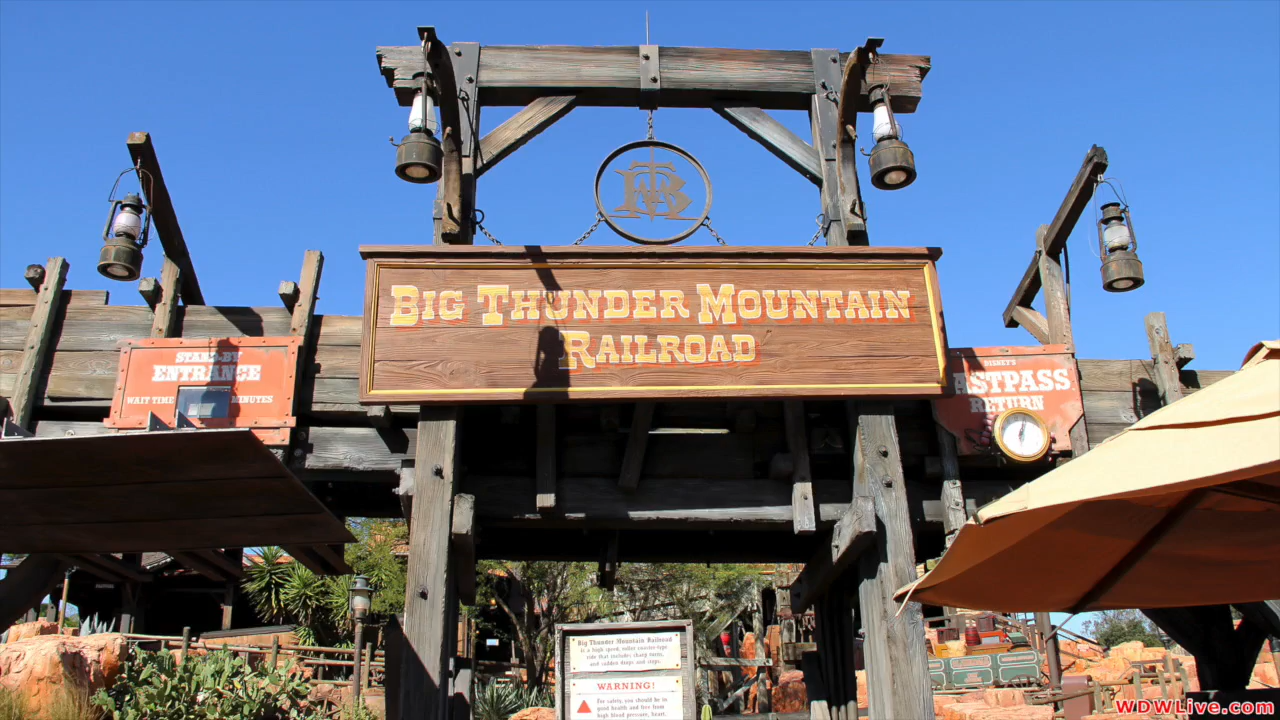 BIG THUNDER MOUNTAIN
RAILROAD
STAND-BY
ENTRANCE
WAIT TIME MINUTES
DISNEY'S
ASTPASS
RETURN
Big Thunder Mountain Railroad
is a high speed, roller coaster-type
ride that includes sharp turns,
and sudden drops and stops.
WARNING!
For safety, you should be in
good health and free from
high blood pressure, heart,
WDWLive.com